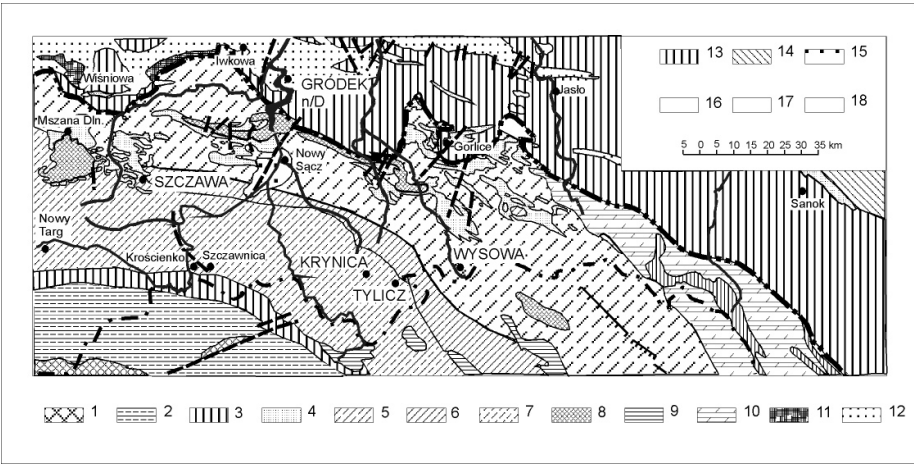 13 14 15
16 17 18
5 0 5 10 15 20 25 30 35 km
Iwkowa
Wiśniowa
GRÓDEK
n/D
Jasło
Mszana Dln.
Gorlice
Nowy
Sącz
SZCZAWA
Sanok
Nowy
Targ
Krościenko
Szczawnica
KRYNICA
WYSOWA
TYLICZ
1 2 3 4 5 6 7 8 9 10 11 12